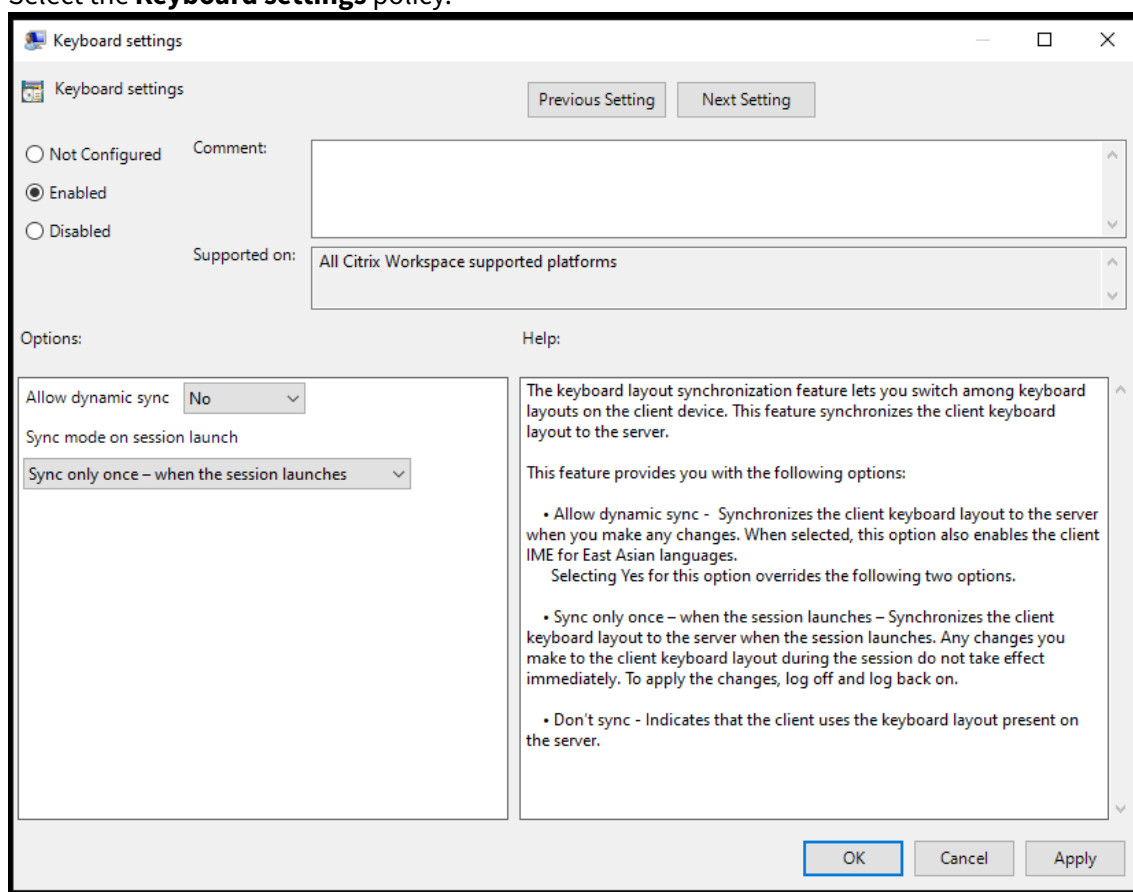 Select the Keyboard settings policy.
Keyboard settings
Keyboard settings
Previous Setting
Next Setting
Not Configured
Comment:
Enabled
Disabled
Supported on:
All Citrix Workspace supported platforms
Options:
Help:
Allow dynamic sync No
Sync mode on session launch
Sync only once – when the session launches
The keyboard layout synchronization feature lets you switch among keyboard
layouts on the client device. This feature synchronizes the client keyboard
layout to the server.
This feature provides you with the following options:
• Allow dynamic sync - Synchronizes the client keyboard layout to the server
when you make any changes. When selected, this option also enables the client
IME for East Asian languages.
Selecting Yes for this option overrides the following two options.
• Sync only once – when the session launches – Synchronizes the client
keyboard layout to the server when the session launches. Any changes you
make to the client keyboard layout during the session do not take effect
immediately. To apply the changes, log off and log back on.
• Don't sync - Indicates that the client uses the keyboard layout present on
the server.
OK
Cancel
Apply